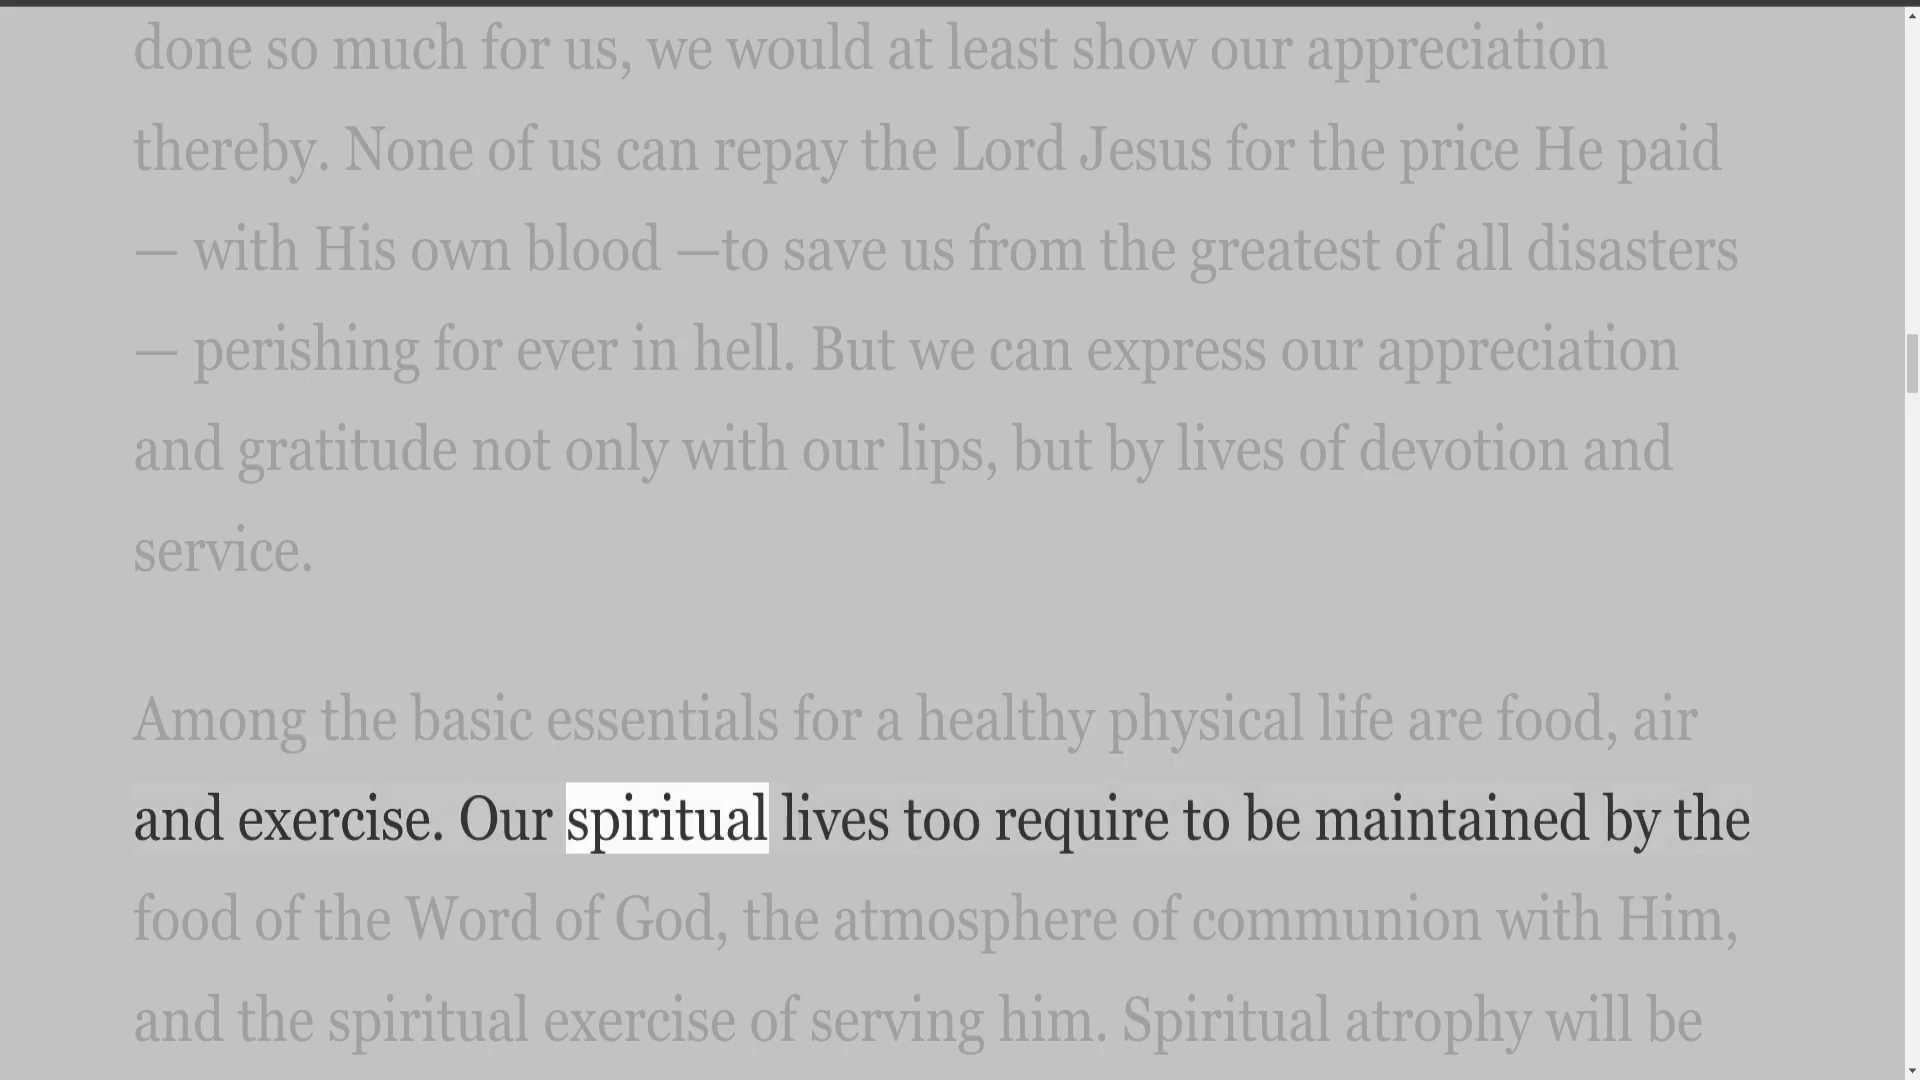 done so much for us, we would at least show our appreciation
thereby. None of us can repay the Lord Jesus for the price He paid
— with His own blood —to save us from the greatest of all disasters
— perishing for ever in hell. But we can express our appreciation
and gratitude not only with our lips, but by lives of devotion and
service.
Among the basic essentials for a healthy physical life are food, air
and exercise. Our spiritual lives too require to be maintained by the
food of the Word of God, the atmosphere of communion with Him,
and the spiritual exercise of serving him. Spiritual atrophy will be